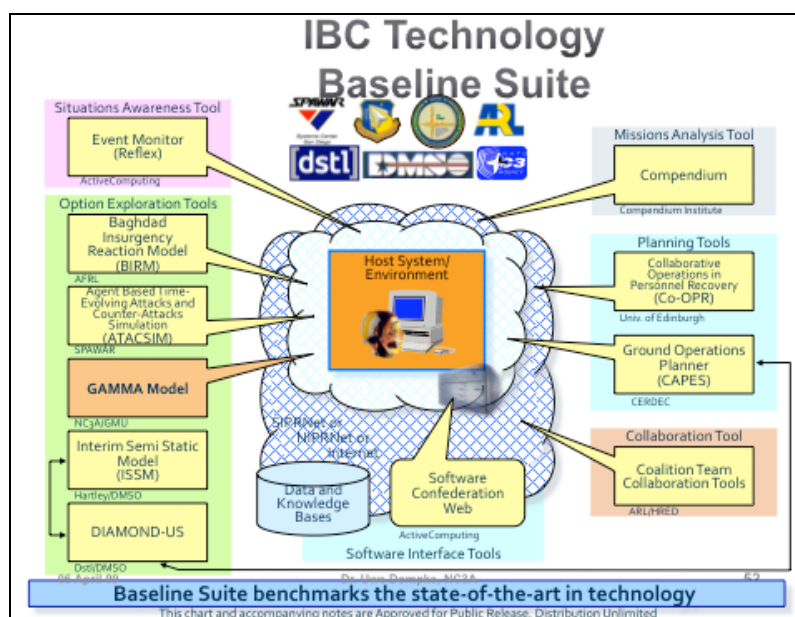 IBC Technology
Baseline Suite
Situations Awareness Tool
Event Monitor
(Reflex)
ActiveComputing
SPAWAR
Systems Center
San Diego
ARL
dstl
DMSO
C3
AGENCY
Missions Analysis Tool
Compendium
Compendium Institute
Option Exploration Tools
Baghdad
Insurgency
Reaction Model
(BIRM)
AFRL
Agent Based Time-
Evolving Attacks and
Counter-Attacks
Simulation
(ATACSIM)
SPAWAR
GAMMA Model
NC3A/GMU
Interim Semi Static
Model
(ISSM)
Hartley/DMSO
DIAMOND-US
Dstl/DMSO
Host System/
Environment
SIPRNet or
NIPRNet or
Internet
Data and
Knowledge
Bases
Software
Confederation
Web
ActiveComputing
Software Interface Tools
Planning Tools
Collaborative
Operations in
Personnel Recovery
(Co-OPR)
Univ. of Edinburgh
Ground Operations
Planner
(CAPES)
CERDEC
Collaboration Tool
Coalition Team
Collaboration Tools
ARL/HRED
Baseline Suite benchmarks the state-of-the-art in technology
This chart and accompanying notes are Approved for Public Release, Distribution Unlimited